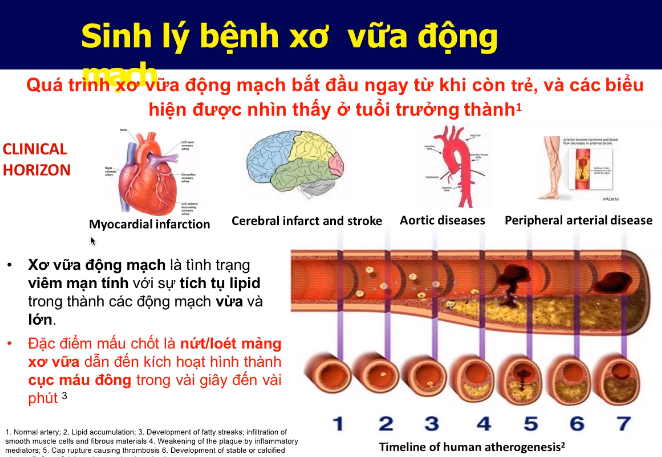 Sinh lý bệnh xơ vữa động
mạch
Quá trình xơ vữa động mạch bắt đầu ngay từ khi còn trẻ, và các biểu
hiện được nhìn thấy ở tuổi trưởng thành1
CLINICAL
HORIZON
Myocardial infarction
Cerebral infarct and stroke
Aortic diseases
Peripheral arterial disease
• Xơ vữa động mạch là tình trạng
viêm mạn tính với sự tích tụ lipid
trong thành các động mạch vừa và
lớn.
• Đặc điểm mấu chốt là nứt/loét mảng
xơ vữa dẫn đến kích hoạt hình thành
cục máu đông trong vài giây đến vài
phút 3
1 2 3 4 5 6 7
Timeline of human atherogenesis2
1. Normal artery; 2. Lipid accumulation; 3. Development of fatty streaks; infiltration of
smooth muscle cells and fibrous materials 4. Weakening of the plaque by inflammatory
mediators; 5. Cap rupture causing thrombosis 6. Development of stable or calcified